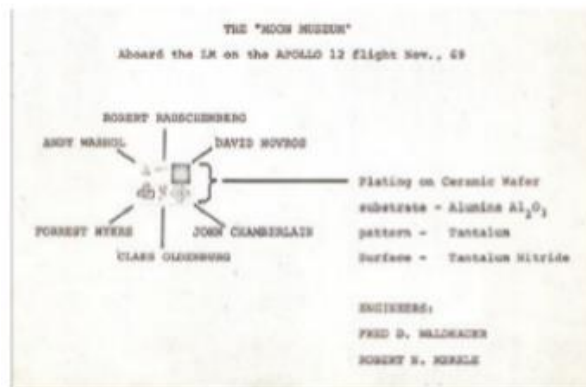 THE "MOON MUSEUM"
Aboard the LM on the APOLLO 12 flight Nov., 69
ROBERT RAUSCHENBERG
ANDY WARHOL
DAVID NOVROS
Plating on Ceramic Wafer
substrate - Alumina Al2O3
FORREST MYERS
JOHN CHAMBERLAIN
pattern - Tantalum
CLAES OLDENBURG
Surface - Tantalum Nitride
ENGINEERS:
FRED D. WALDHAUER
ROBERT N. MERKLE